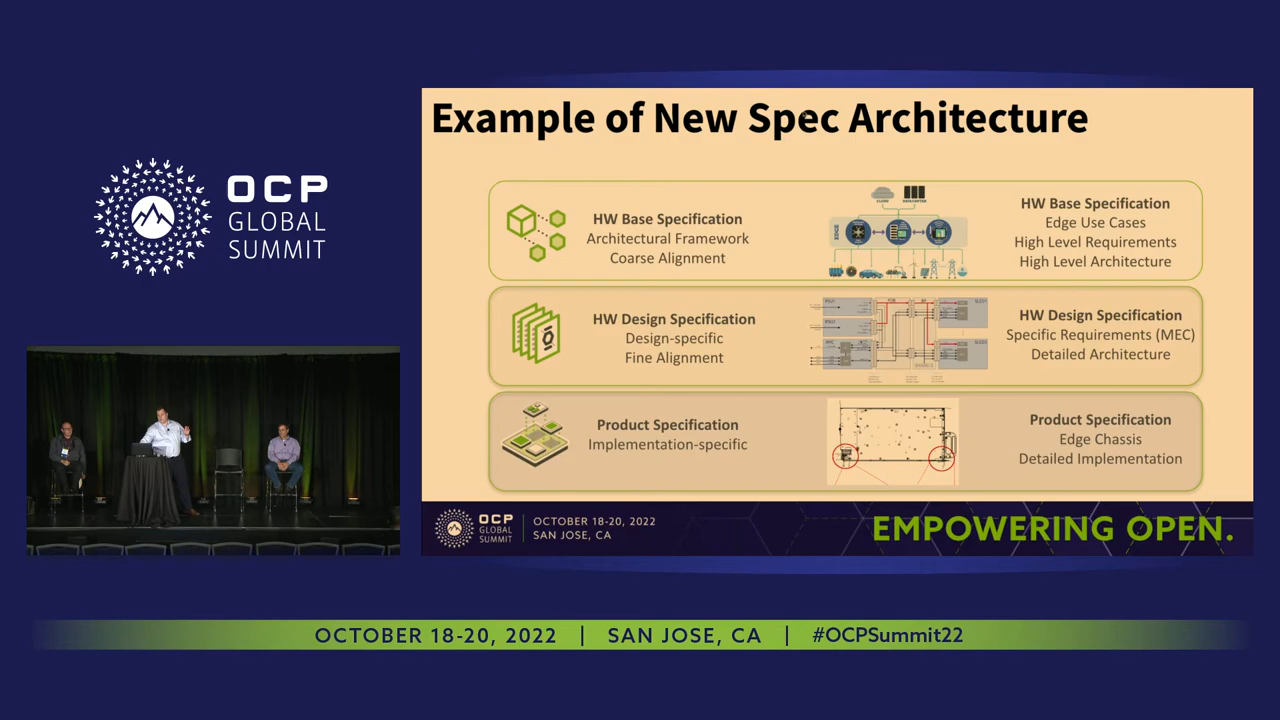 OCP
GLOBAL
SUMMIT
Example of New Spec Architecture
HW Base Specification
Architectural Framework
Coarse Alignment
CLOUD
DATACENTER
EDGE
HW Base Specification
Edge Use Cases
High Level Requirements
High Level Architecture
HW Design Specification
Design-specific
Fine Alignment
HW Design Specification
Specific Requirements (MEC)
Detailed Architecture
Product Specification
Implementation-specific
Product Specification
Edge Chassis
Detailed Implementation
OCP
GLOBAL
SUMMIT
OCTOBER 18-20, 2022
SAN JOSE, CA
EMPOWERING OPEN.
OCTOBER 18-20, 2022 | SAN JOSE, CA | #OCPSummit22